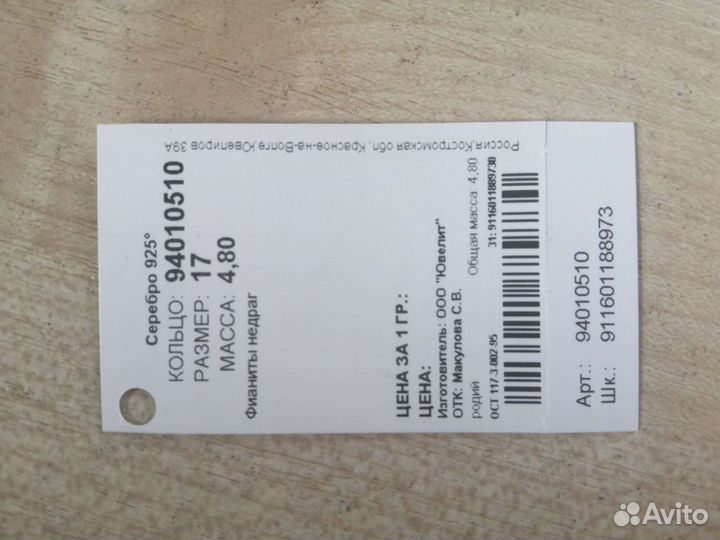 Серебро 925°
КОЛЬЦО: 94010510
РАЗМЕР: 17
МАССА: 4,80
Фианиты недраг
ЦЕНА ЗА 1 ГР.:
ЦЕНА:
Изготовитель: ООО "Ювелит"
ОТК: Макулова С.В.
родий Общая масса: 4,80
ОСТ 117.3-002.95 31: 9116011889730
Россия,Костромская обл.,Красное-на-Волге,Ювелиров 39А
Арт.: 94010510
Шк.: 911601188973
Avito